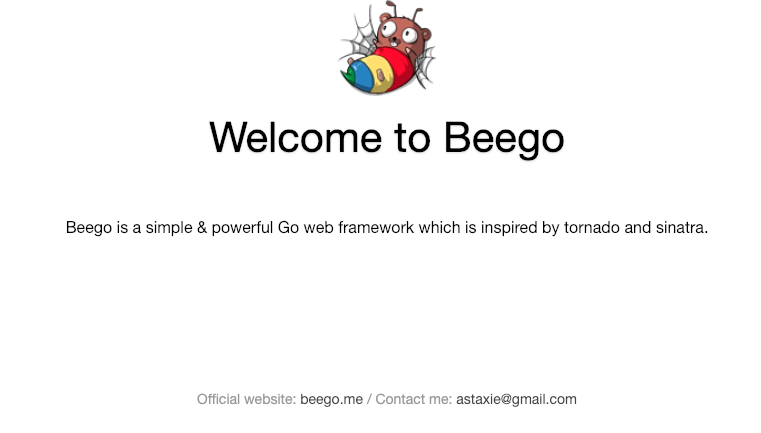 Welcome to Beego
Beego is a simple & powerful Go web framework which is inspired by tornado and sinatra.
Official website: beego.me / Contact me: astaxie@gmail.com